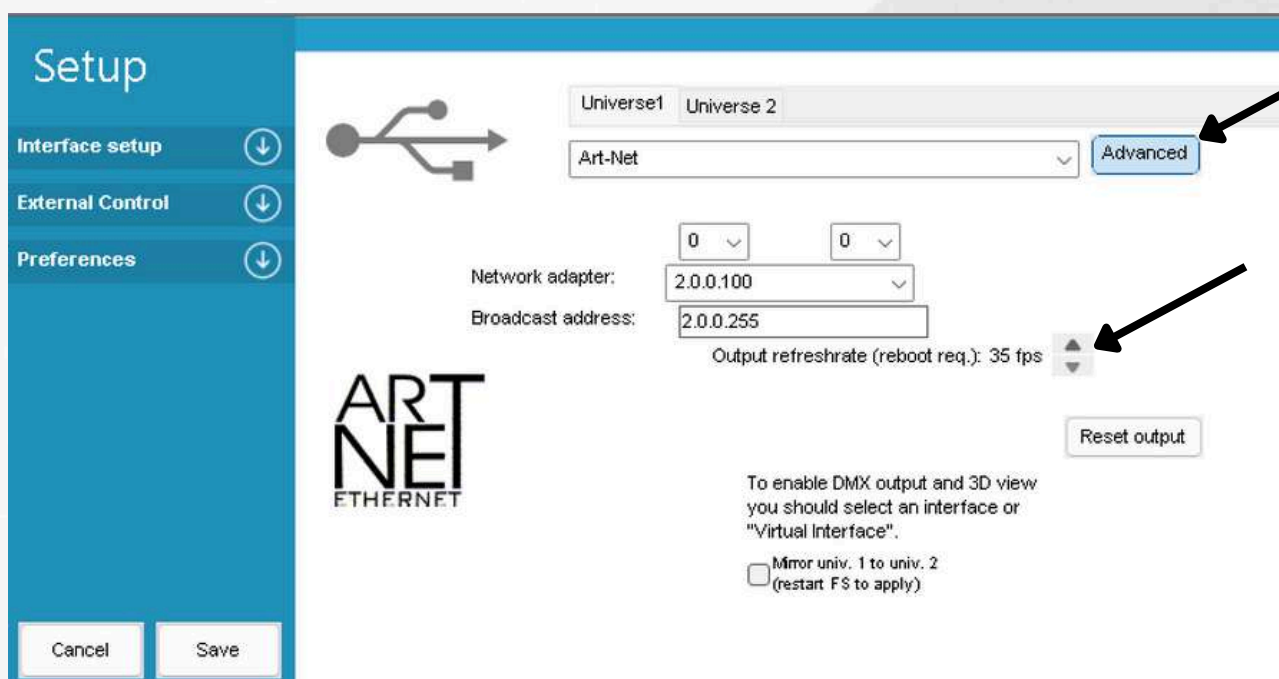 Setup
Interface setup
External Control
Preferences
Cancel
Save
Universe1 Universe 2
Art-Net
Advanced
0 0
Network adapter: 2.0.0.100
Broadcast address: 2.0.0.255
Output refreshrate (reboot req.): 35 fps
ART
NET
ETHERNET
Reset output
To enable DMX output and 3D view
you should select an interface or
"Virtual Interface".
Mirror univ. 1 to univ. 2
(restart FS to apply)